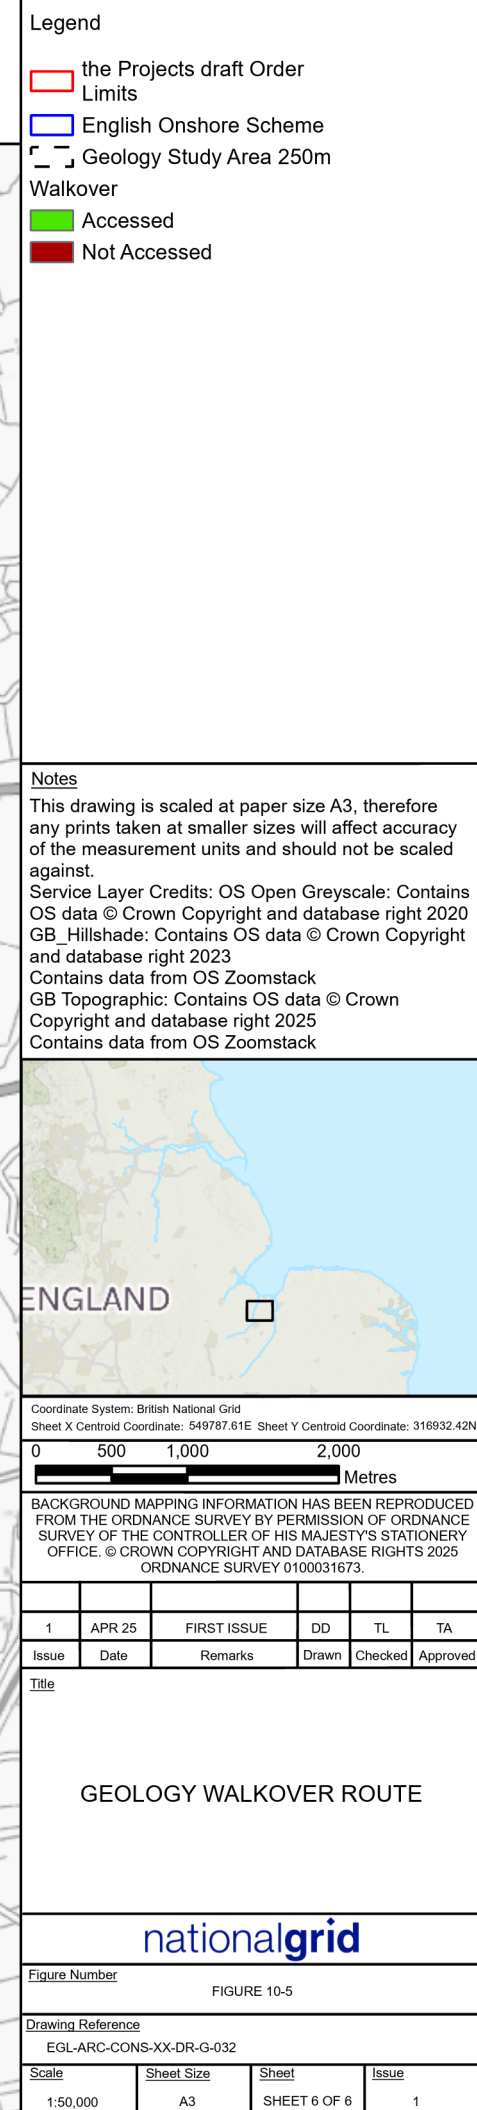 Legend
the Projects draft Order
Limits
English Onshore Scheme
Geology Study Area 250m
Walkover
Accessed
Not Accessed
Notes
This drawing is scaled at paper size A3, therefore
any prints taken at smaller sizes will affect accuracy
of the measurement units and should not be scaled
against.
Service Layer Credits: OS Open Greyscale: Contains
OS data © Crown Copyright and database right 2020
GB_Hillshade: Contains OS data © Crown Copyright
and database right 2023
Contains data from OS Zoomstack
GB Topographic: Contains OS data © Crown
Copyright and database right 2025
Contains data from OS Zoomstack
ENGLAND
Coordinate System: British National Grid
Sheet X Centroid Coordinate: 549787.61E Sheet Y Centroid Coordinate: 316932.42N
0 500 1,000 2,000
Metres
BACKGROUND MAPPING INFORMATION HAS BEEN REPRODUCED
FROM THE ORDNANCE SURVEY BY PERMISSION OF ORDNANCE
SURVEY OF THE CONTROLLER OF HIS MAJESTY'S STATIONERY
OFFICE. © CROWN COPYRIGHT AND DATABASE RIGHTS 2025
ORDNANCE SURVEY 0100031673.
1 APR 25 FIRST ISSUE DD TL TA
Issue Date Remarks Drawn Checked Approved
Title
GEOLOGY WALKOVER ROUTE
nationalgrid
Figure Number
FIGURE 10-5
Drawing Reference
EGL-ARC-CONS-XX-DR-G-032
Scale Sheet Size Sheet Issue
1:50,000 A3 SHEET 6 OF 6 1